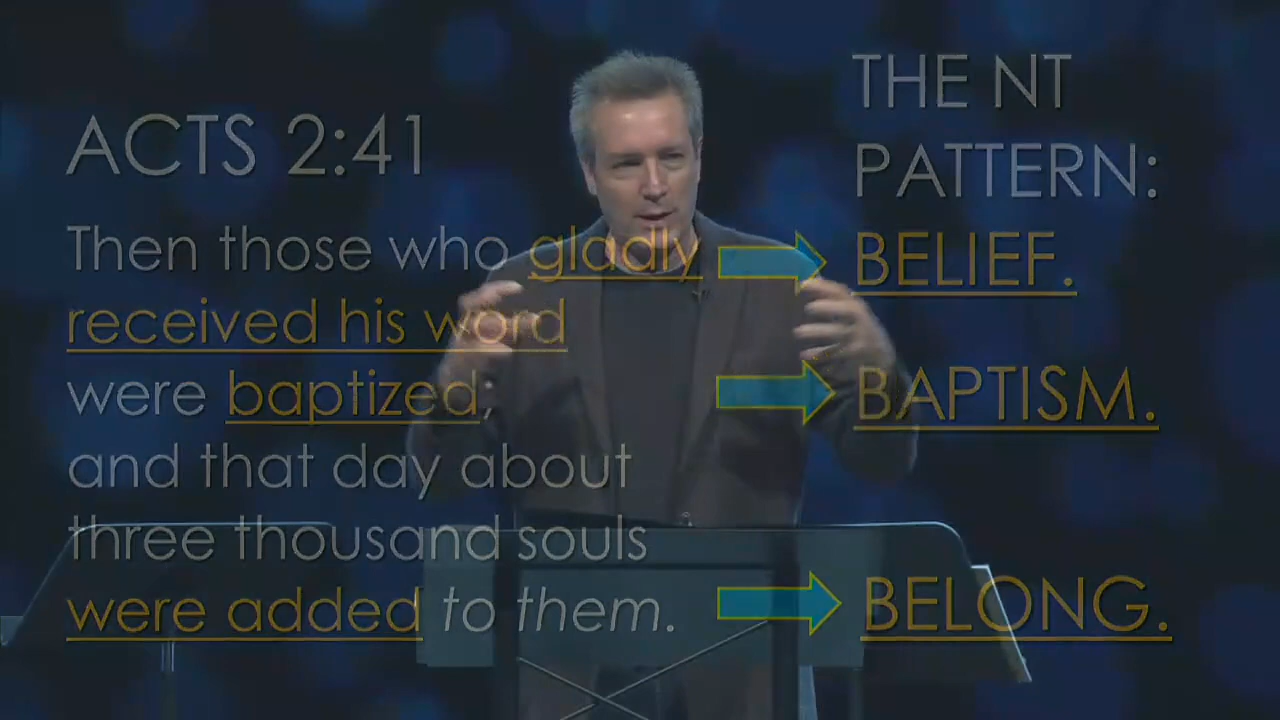 ACTS 2:41
Then those who gladly
received his word
were baptized;
and that day about
three thousand souls
were added to them.
THE NT
PATTERN:
BELIEF.
BAPTISM.
BELONG.